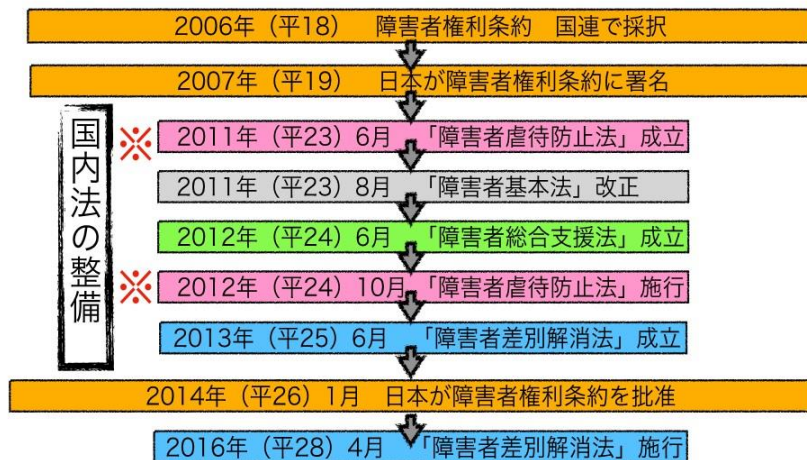 2006年（平18） 障害者権利条約 国連で採択
2007年（平19） 日本が障害者権利条約に署名
国内法の整備
※ 2011年（平23）6月 「障害者虐待防止法」成立
2011年（平23）8月 「障害者基本法」改正
2012年（平24）6月 「障害者総合支援法」成立
※ 2012年（平24）10月 「障害者虐待防止法」施行
2013年（平25）6月 「障害者差別解消法」成立
2014年（平26）1月 日本が障害者権利条約を批准
2016年（平28）4月 「障害者差別解消法」施行